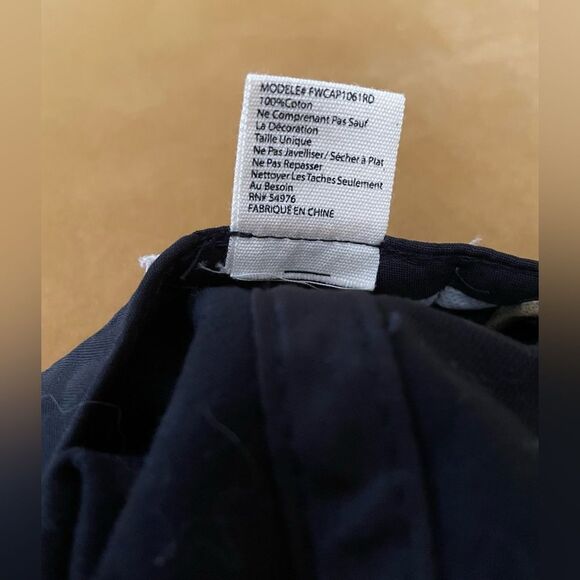 MODELE# FWCAP1061RD
100%Coton
Ne Comprenant Pas Sauf
La Décoration
Taille Unique
Ne Pas Javelliser/ Sécher à Plat
Ne Pas Repasser
Nettoyer Les Taches Seulement
Au Besoin
RN# 54976
FABRIQUE EN CHINE